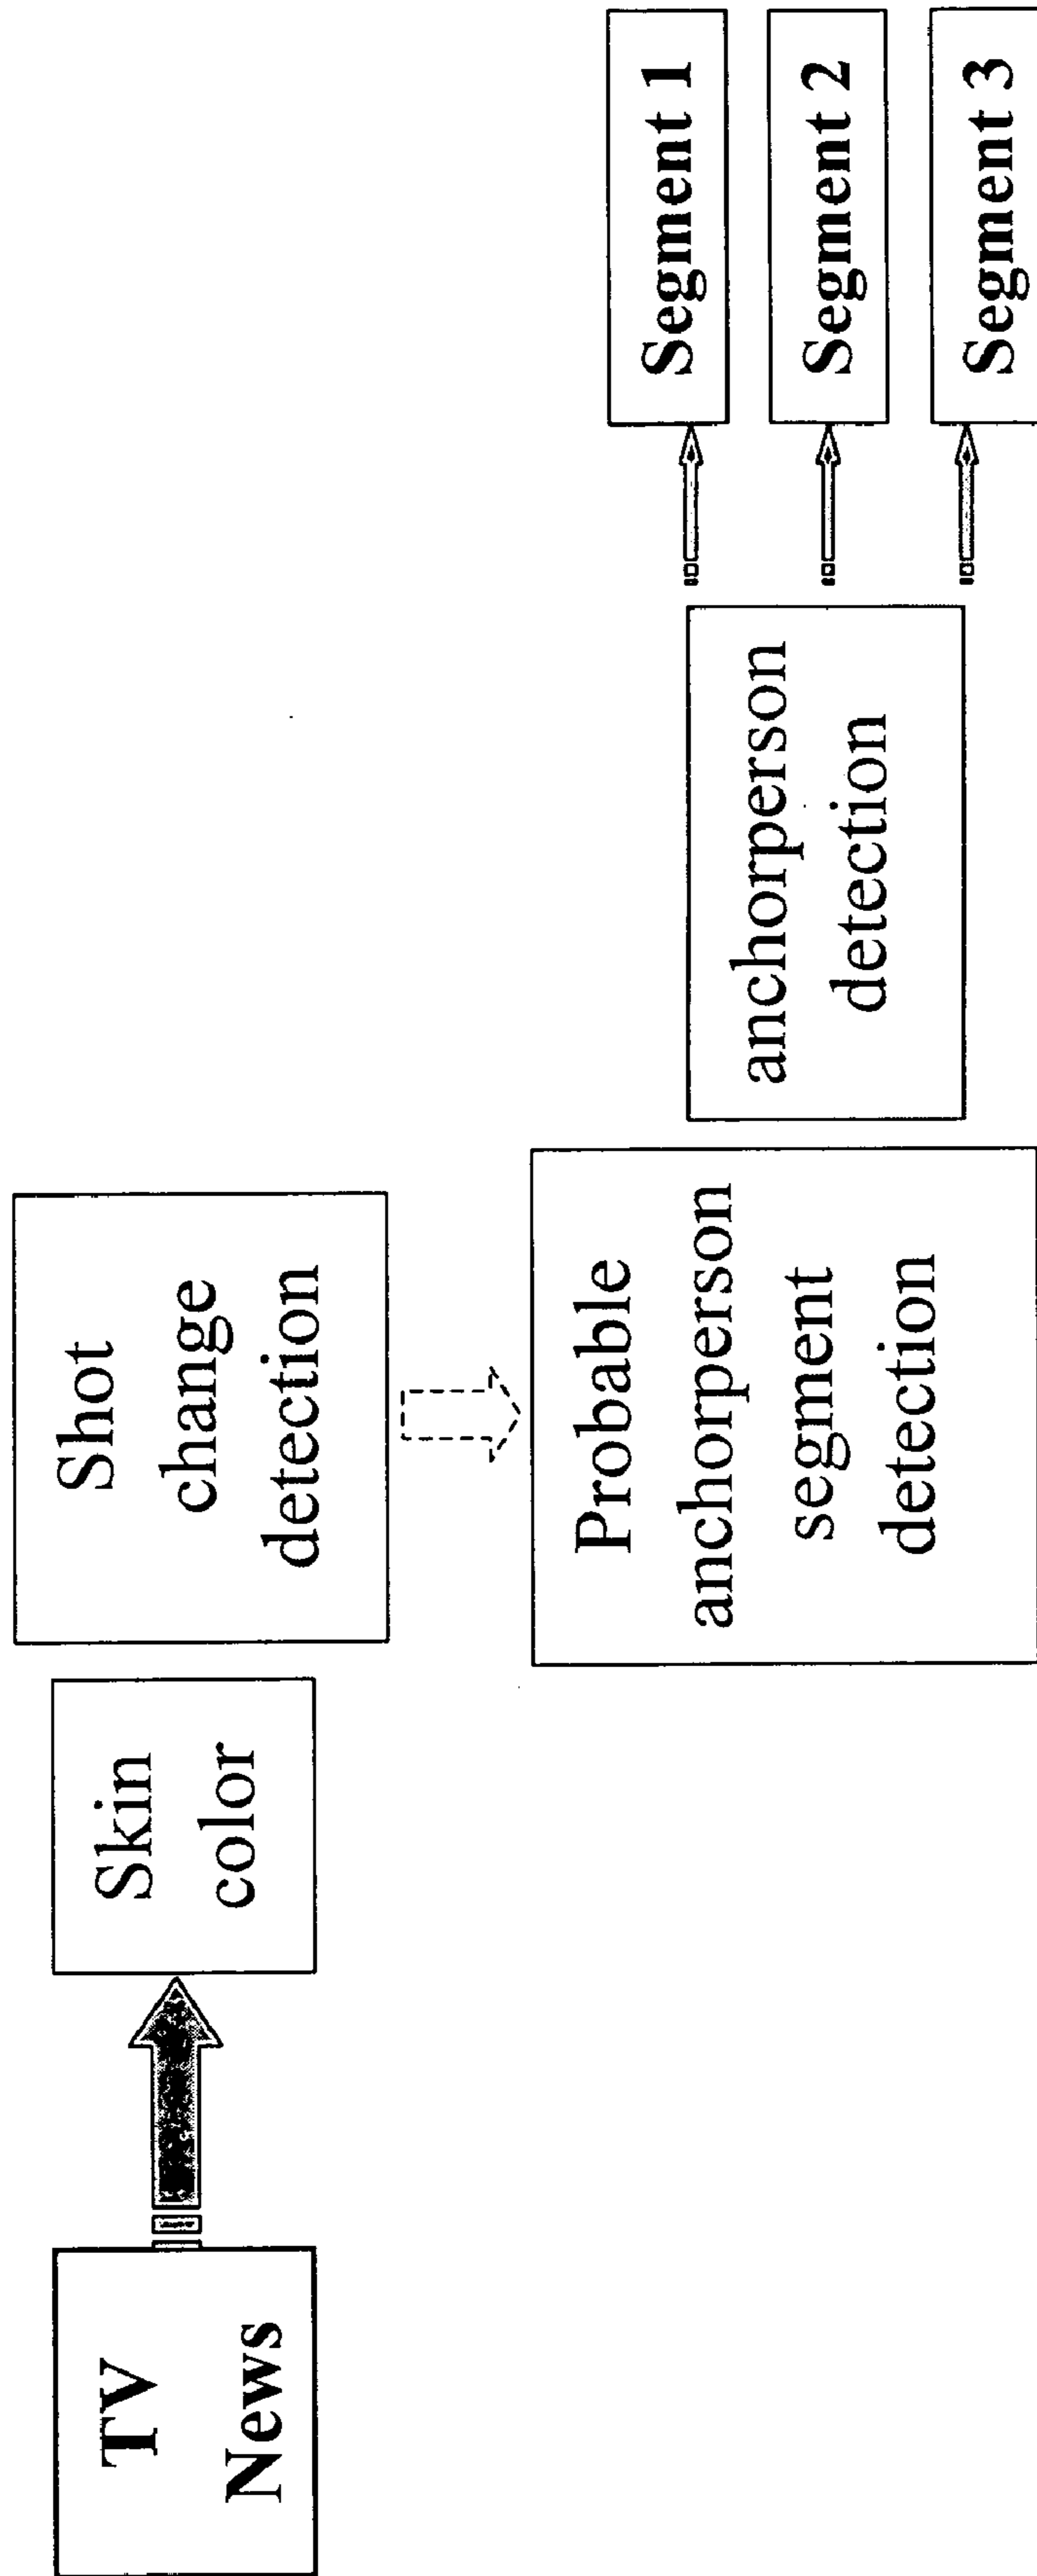 TV
News
Skin
color
Shot
change
detection
Probable
anchorperson
segment
detection
anchorperson
detection
Segment 1
Segment 2
Segment 3